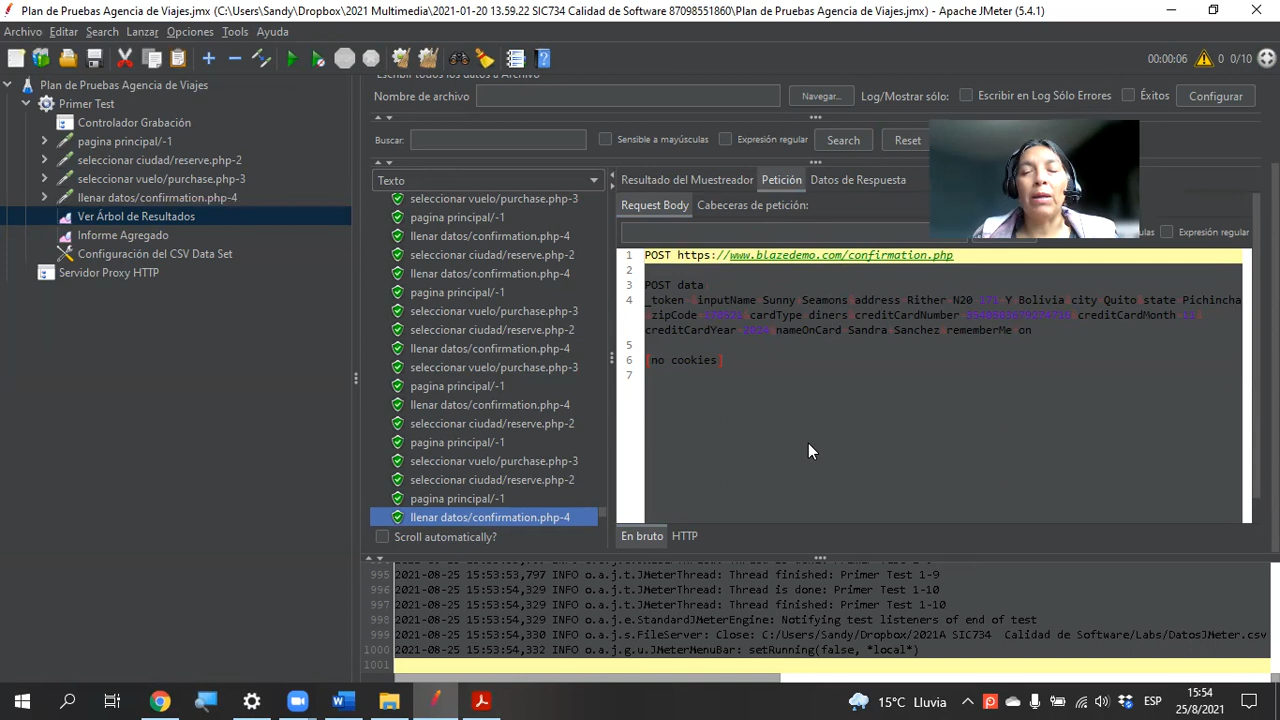 Plan de Pruebas Agencia de Viajes.jmx (C:\Users\Sandy\Dropbox\2021 Multimedia\2021-01-20 13.59.22 SIC734 Calidad de Software 87098551860\Plan de Pruebas Agencia de Viajes.jmx) - Apache JMeter (5.4.1)
Archivo Editar Search Lanzar Opciones Tools Ayuda
00:00:06 0 0/10
Plan de Pruebas Agencia de Viajes
Primer Test
Controlador Grabación
pagina principal/-1
seleccionar ciudad/reserve.php-2
seleccionar vuelo/purchase.php-3
llenar datos/confirmation.php-4
Ver Árbol de Resultados
Informe Agregado
Configuración del CSV Data Set
Servidor Proxy HTTP
Escribir todos los datos a Archivo
Nombre de archivo Navegar... Log/Mostrar sólo: Escribir en Log Sólo Errores Éxitos Configurar
Buscar: Sensible a mayúsculas Expresión regular Search Reset
Texto
seleccionar vuelo/purchase.php-3
pagina principal/-1
llenar datos/confirmation.php-4
seleccionar ciudad/reserve.php-2
llenar datos/confirmation.php-4
pagina principal/-1
seleccionar vuelo/purchase.php-3
seleccionar ciudad/reserve.php-2
llenar datos/confirmation.php-4
seleccionar vuelo/purchase.php-3
pagina principal/-1
llenar datos/confirmation.php-4
seleccionar ciudad/reserve.php-2
pagina principal/-1
seleccionar vuelo/purchase.php-3
seleccionar ciudad/reserve.php-2
pagina principal/-1
llenar datos/confirmation.php-4
Scroll automatically?
Resultado del Muestreador Petición Datos de Respuesta
Request Body Cabeceras de petición:
Expresión regular
1 POST https://www.blazedemo.com/confirmation.php
2
3 POST data
4 _token inputName Sunny Seamons address Rither N20 171 Y Bolivia city Quito state Pichincha
zipCode cardType diners creditCardNumber creditCardMonth 11
creditCardYear 2024 nameOnCard Sandra Sanchez rememberMe on
5
6 [no cookies]
7
En bruto HTTP
995 2021-08-25 15:53:53,797 INFO o.a.j.t.JMeterThread: Thread finished: Primer Test 1-9
996 2021-08-25 15:53:54,329 INFO o.a.j.t.JMeterThread: Thread is done: Primer Test 1-10
997 2021-08-25 15:53:54,329 INFO o.a.j.t.JMeterThread: Thread finished: Primer Test 1-10
998 2021-08-25 15:53:54,329 INFO o.a.j.e.StandardJMeterEngine: Notifying test listeners of end of test
999 2021-08-25 15:53:54,330 INFO o.a.j.s.FileServer: Close: C:/Users/Sandy/Dropbox/2021A SIC734 Calidad de Software/Labs/DatosJMeter.csv
1000 2021-08-25 15:53:54,332 INFO o.a.j.g.u.JMeterMenuBar: setRunning(false, *local*)
1001
15°C Lluvia ESP 15:54
25/8/2021